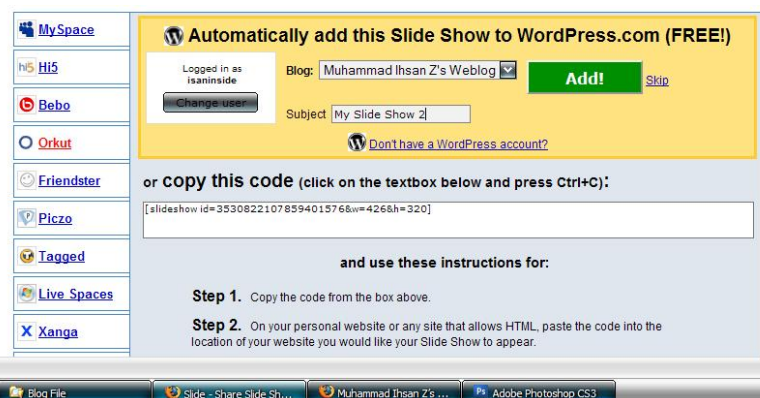 MySpace
Hi5
Bebo
Orkut
Friendster
Piczo
Tagged
Live Spaces
Xanga
Automatically add this Slide Show to WordPress.com (FREE!)
Logged in as
isaninside
Change user
Blog: Muhammad Ihsan Z's Weblog
Add!
Skip
Subject My Slide Show 2
Don't have a WordPress account?
or copy this code (click on the textbox below and press Ctrl+C):
[slideshow id=3530822107859401576&w=426&h=320]
and use these instructions for:
Step 1. Copy the code from the box above.
Step 2. On your personal website or any site that allows HTML, paste the code into the
location of your website you would like your Slide Show to appear.
Blog File
Slide - Share Slide Sh...
Muhammad Ihsan Z's ...
Adobe Photoshop CS3